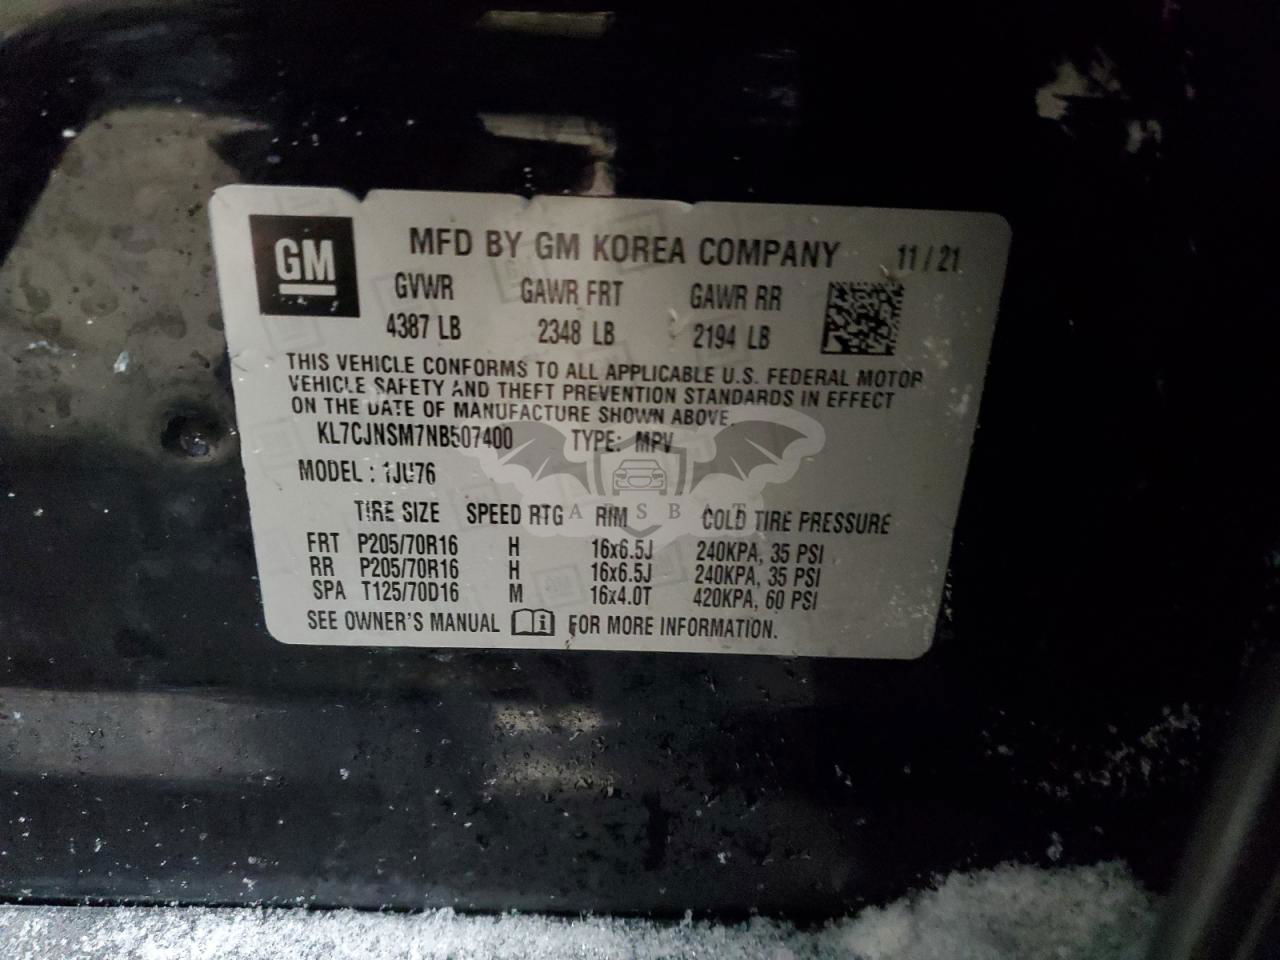 GM
MFD BY GM KOREA COMPANY 11/21
GVWR GAWR FRT GAWR RR
4387 LB 2348 LB 2194 LB
THIS VEHICLE CONFORMS TO ALL APPLICABLE U.S. FEDERAL MOTOR
VEHICLE SAFETY AND THEFT PREVENTION STANDARDS IN EFFECT
ON THE DATE OF MANUFACTURE SHOWN ABOVE.
KL7CJNSM7NB507400 TYPE: MPV
MODEL : 1JU76
TIRE SIZE SPEED RTG RIM COLD TIRE PRESSURE
FRT P205/70R16 H 16x6.5J 240KPA, 35 PSI
RR P205/70R16 H 16x6.5J 240KPA, 35 PSI
SPA T125/70D16 M 16x4.0T 420KPA, 60 PSI
SEE OWNER'S MANUAL FOR MORE INFORMATION.